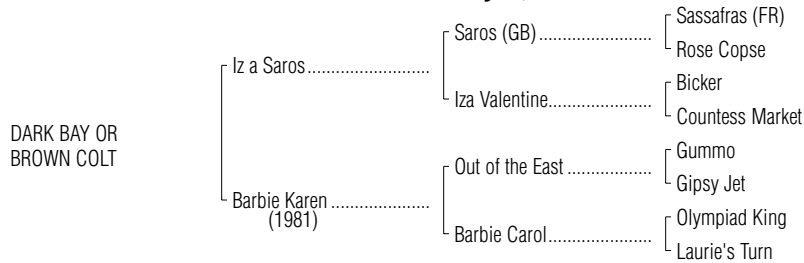 Sassafras (FR)
Saros (GB)
Rose Copse
Iz a Saros
Bicker
Iza Valentine
Countess Market
DARK BAY OR
BROWN COLT
Gummo
Out of the East
Gipsy Jet
Barbie Karen
(1981)
Olympiad King
Barbie Carol
Laurie's Turn